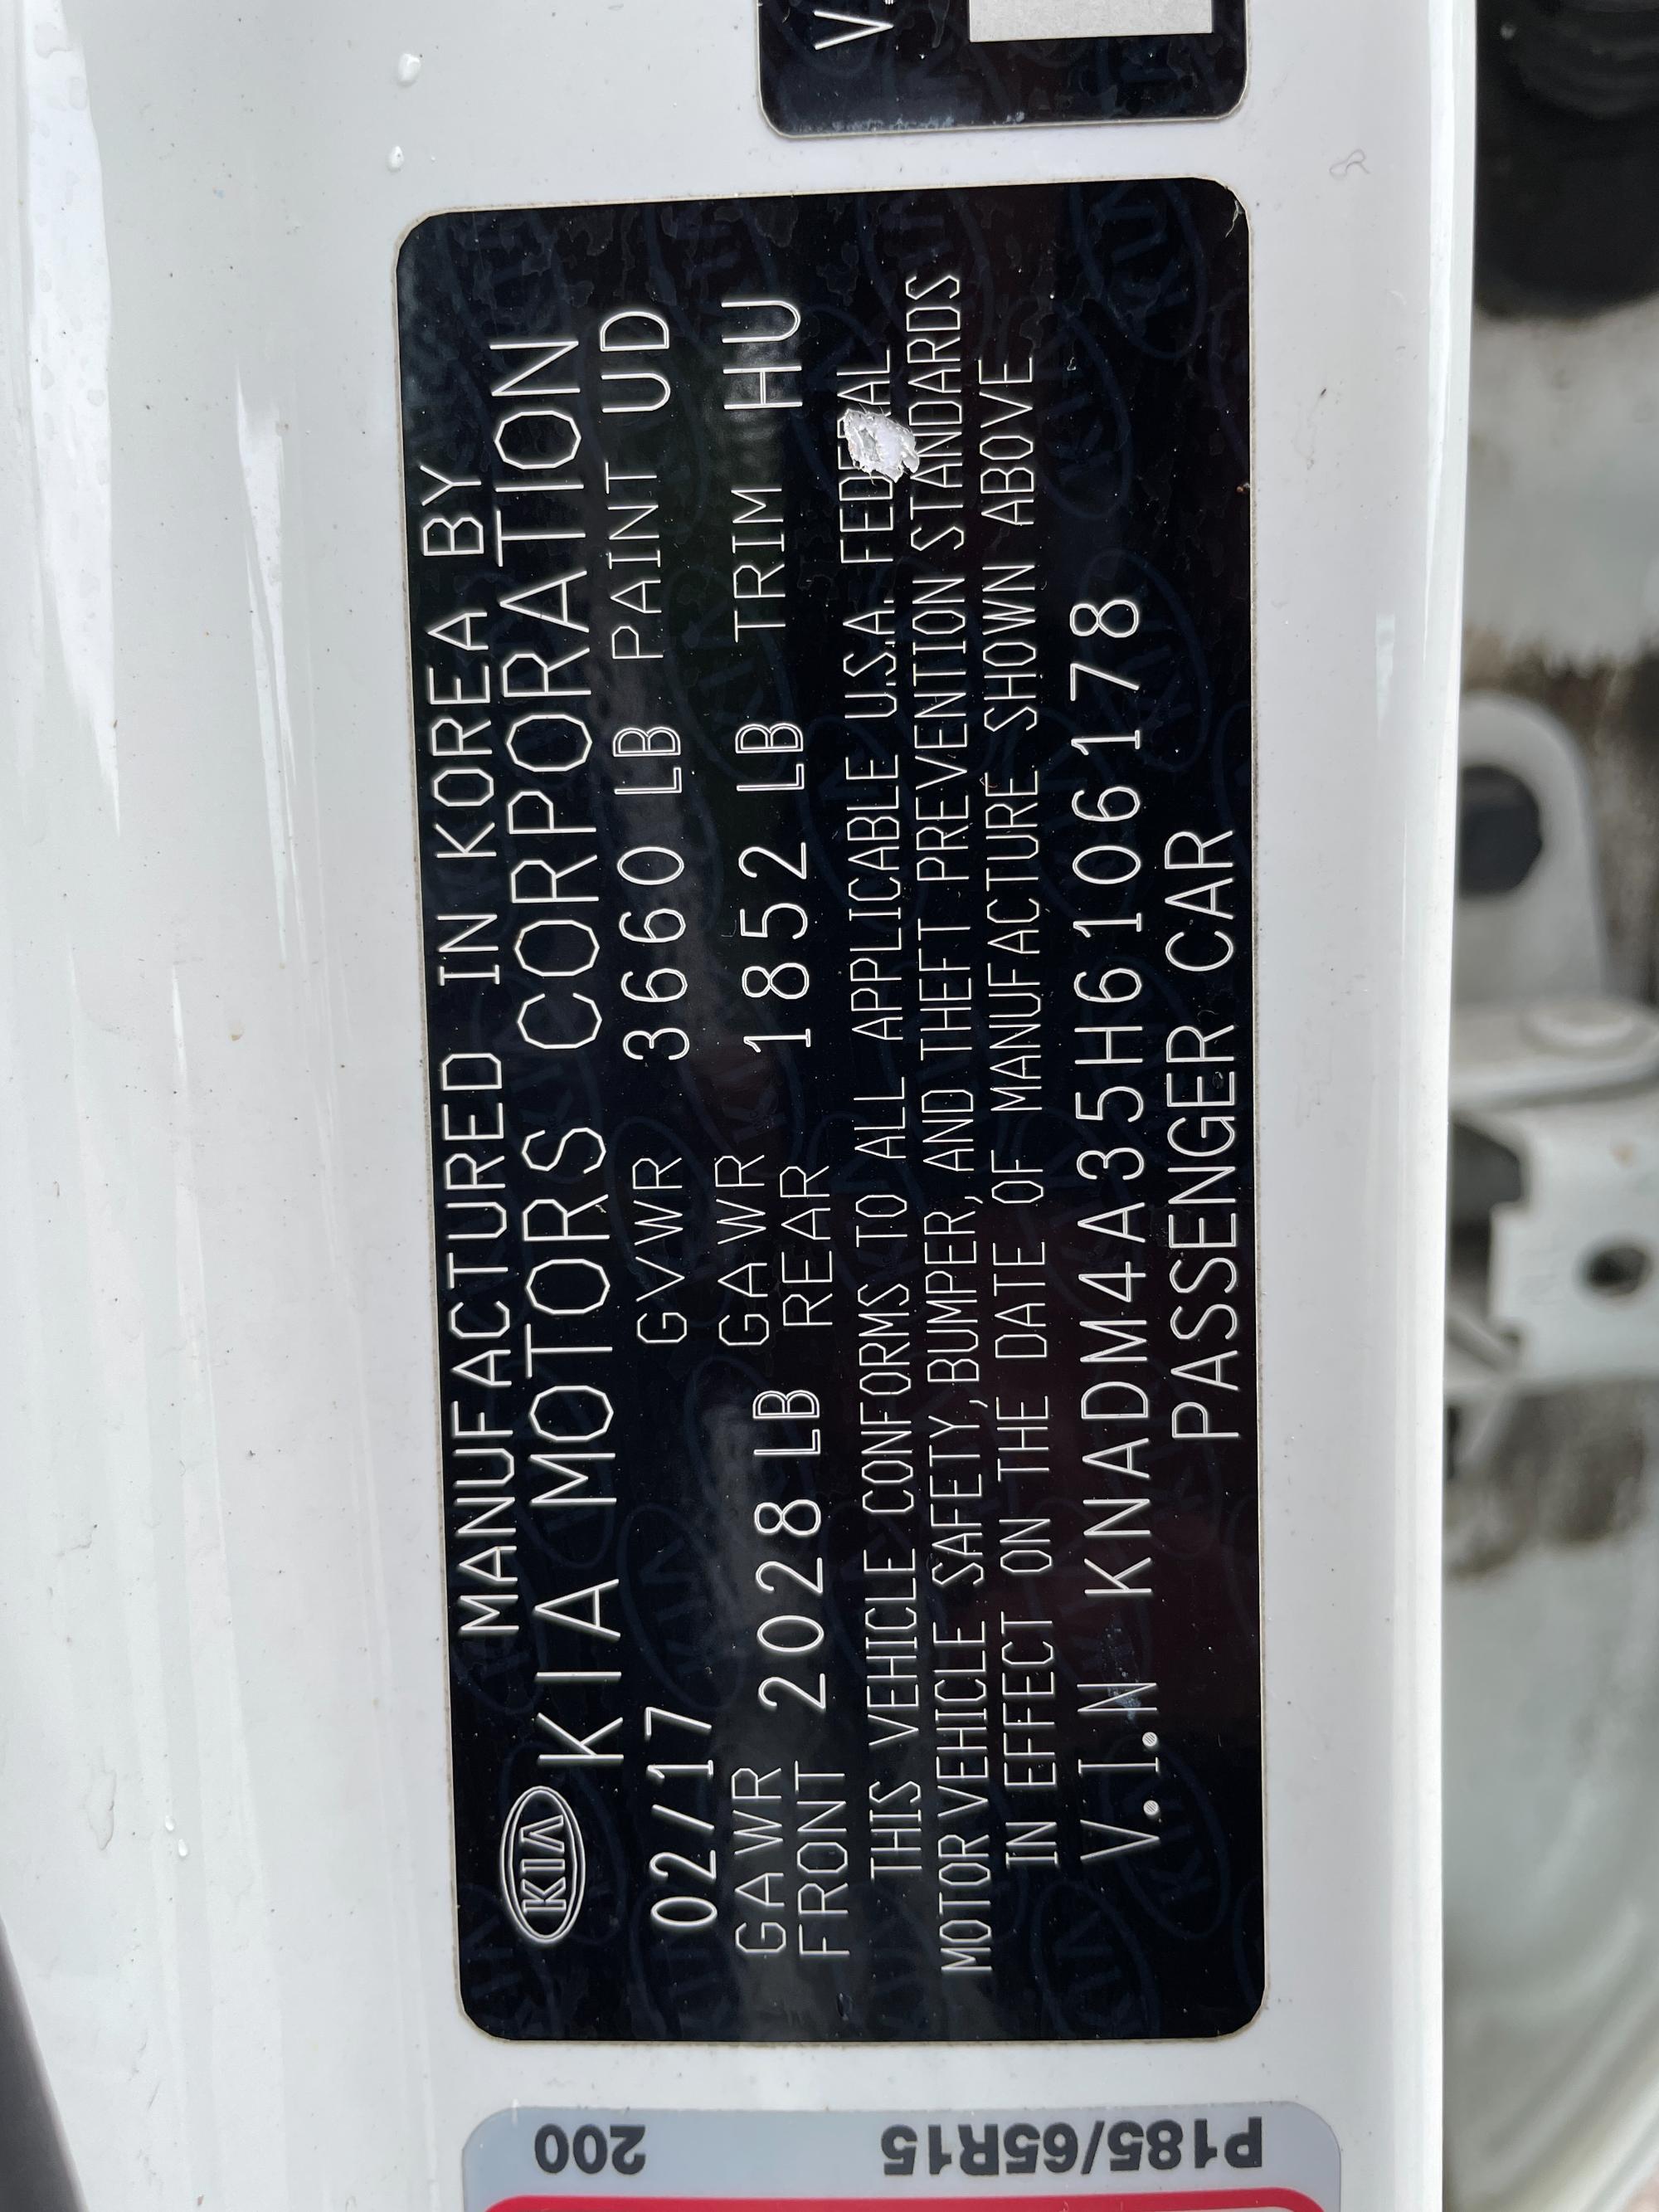 V.
MANUFACTURED IN KOREA BY
KIA KIA MOTORS CORPORATION
02/17 GVWR 3660 LB PAINT UD
GAWR FRONT 2028 LB GAWR REAR 1852 LB TRIM HU
THIS VEHICLE CONFORMS TO ALL APPLICABLE U.S.A. FEDERAL
MOTOR VEHICLE SAFETY, BUMPER, AND THEFT PREVENTION STANDARDS
IN EFFECT ON THE DATE OF MANUFACTURE SHOWN ABOVE
V.I.N KNADM4A35H6106178
PASSENGER CAR
P185/65R15
200